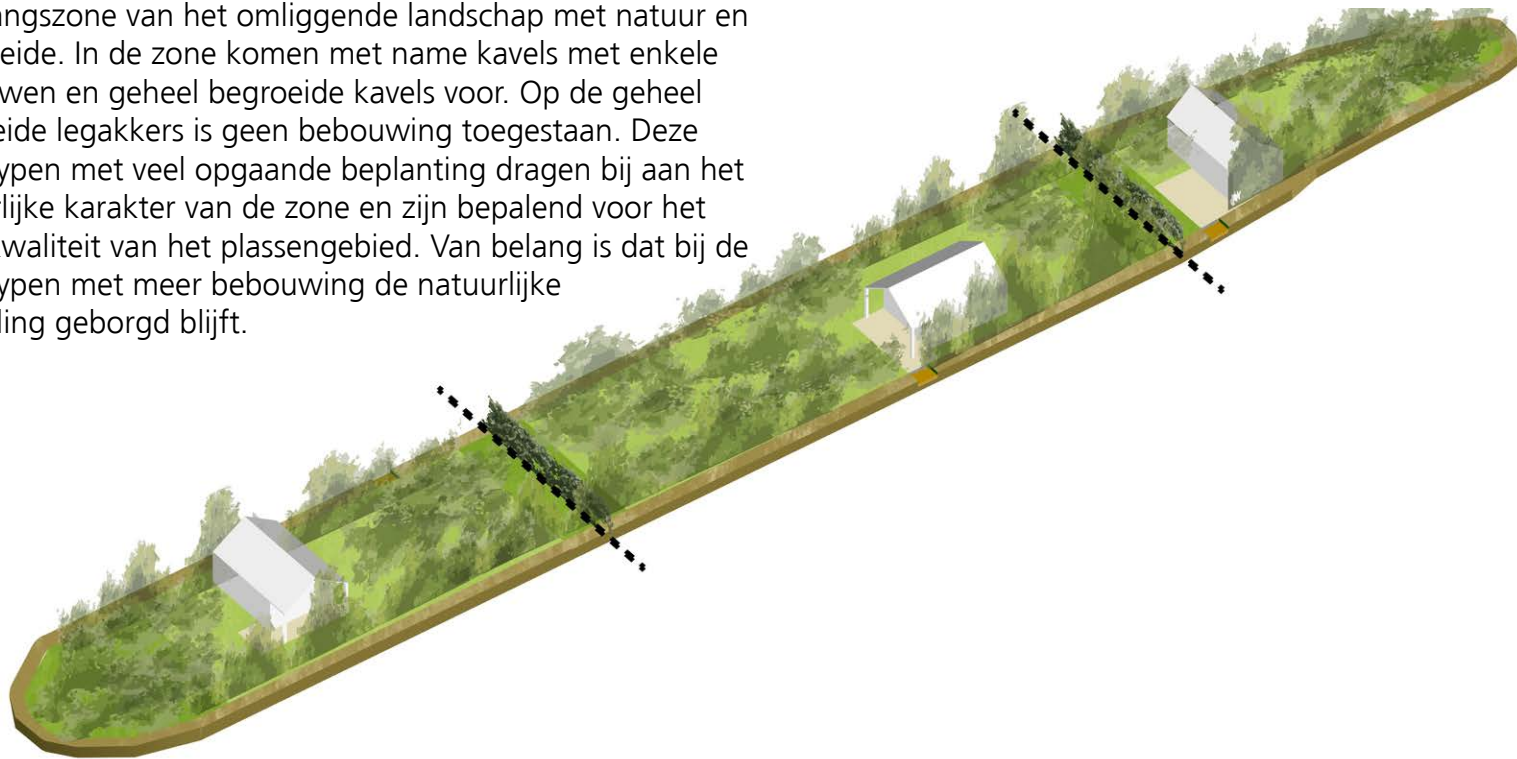 angszone van het omliggende landschap met natuur en
eide. In de zone komen met name kavels met enkele
wen en geheel begroeide kavels voor. Op de geheel
eide legakkers is geen bebouwing toegestaan. Deze
ypen met veel opgaande beplanting dragen bij aan het
lijke karakter van de zone en zijn bepalend voor het
waliteit van het plassengebied. Van belang is dat bij de
ypen met meer bebouwing de natuurlijke
ling geborgd blijft.